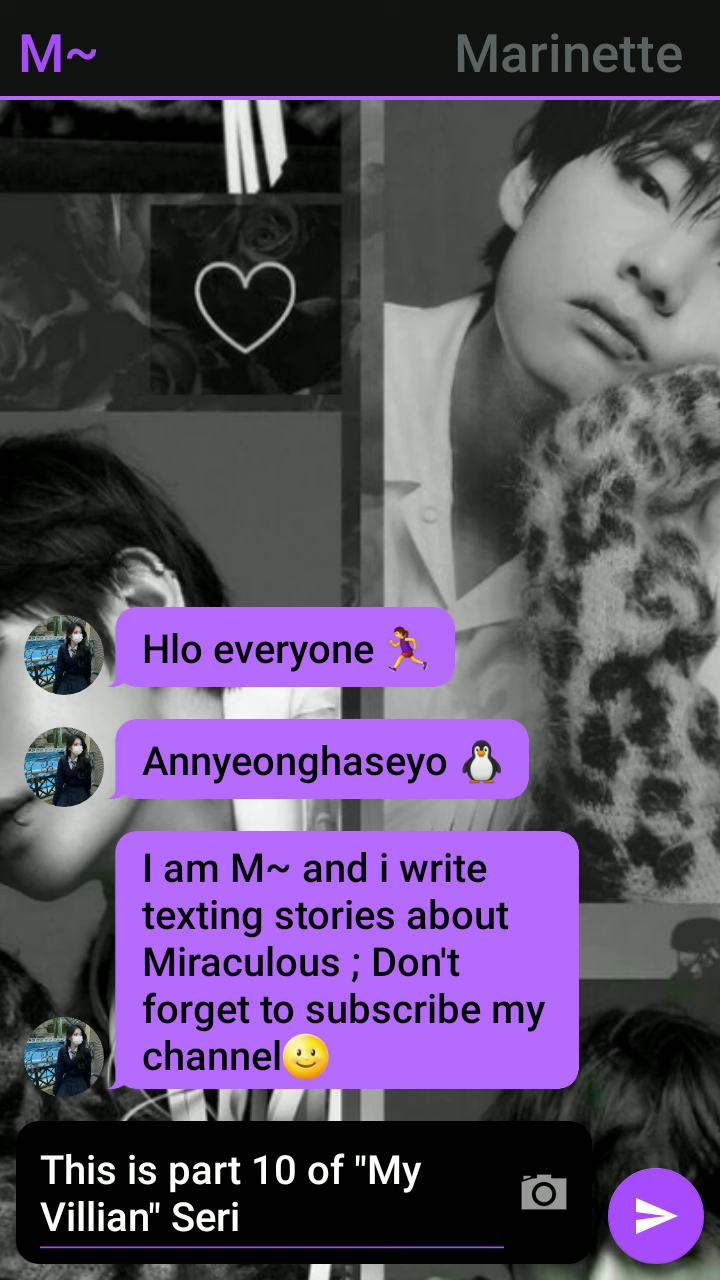 M~
Marinette
Hlo everyone 🏃‍♀️
Annyeonghaseyo 🐧
I am M~ and i write
texting stories about
Miraculous ; Don't
forget to subscribe my
channel🌝
This is part 10 of "My
Villian" Seri